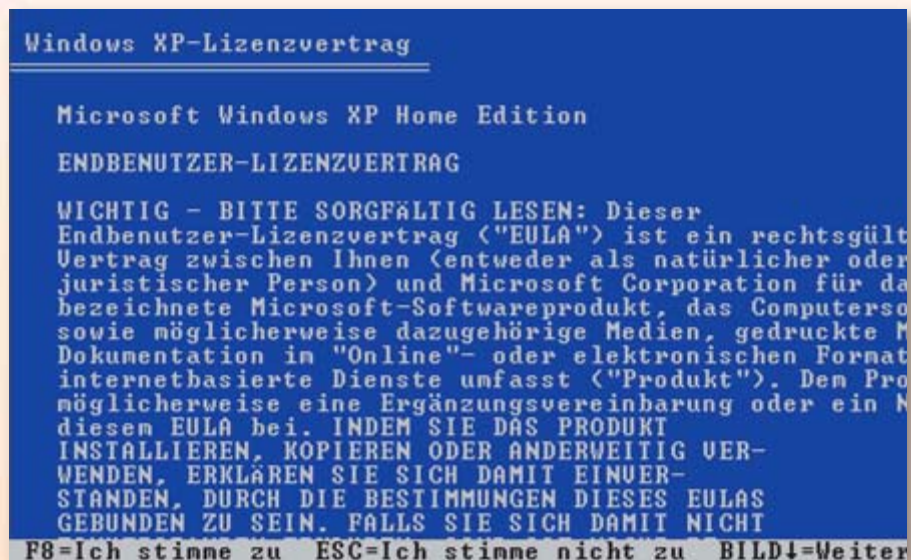 Windows XP-Lizenzvertrag
Microsoft Windows XP Home Edition
ENDBENUTZER-LIZENZVERTRAG
WICHTIG - BITTE SORGFÄLTIG LESEN: Dieser
Endbenutzer-Lizenzvertrag ("EULA") ist ein rechtsgült
Vertrag zwischen Ihnen (entweder als natürlicher oder
juristischer Person) und Microsoft Corporation für da
bezeichnete Microsoft-Softwareprodukt, das Computerso
sowie möglicherweise dazugehörige Medien, gedruckte M
Dokumentation im "Online"- oder elektronischen Format
internetbasierte Dienste umfasst ("Produkt"). Dem Pro
möglicherweise eine Ergänzungsvereinbarung oder ein N
diesem EULA bei. INDEM SIE DAS PRODUKT
INSTALLIEREN, KOPIEREN ODER ANDERWEITIG VER-
WENDEN, ERKLÄREN SIE SICH DAMIT EINVER-
STANDEN, DURCH DIE BESTIMMUNGEN DIESES EULAS
GEBUNDEN ZU SEIN. FALLS SIE SICH DAMIT NICHT
F8=Ich stimme zu ESC=Ich stimme nicht zu BILD↓=Weiter